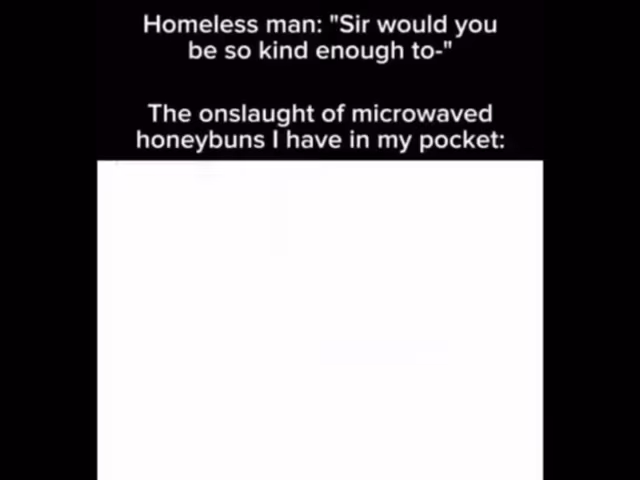 Homeless man: "Sir would you
be so kind enough to-"
The onslaught of microwaved
honeybuns I have in my pocket: